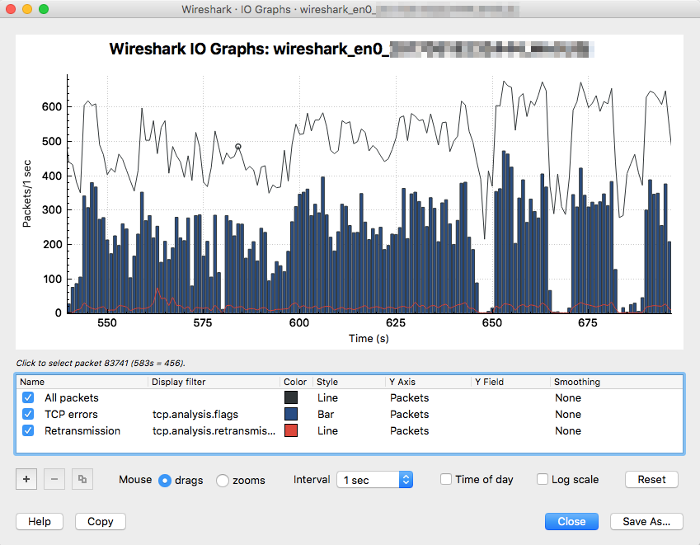 Wireshark · IO Graphs · wireshark_en0_
Wireshark IO Graphs: wireshark_en0_
Packets/1 sec
600
500
400
300
200
100
0
550 575 600 625 650 675
Time (s)
Click to select packet 83741 (583s = 456).
Name Display filter Color Style Y Axis Y Field Smoothing
All packets Line Packets None
TCP errors tcp.analysis.flags Bar Packets None
Retransmission tcp.analysis.retransmis... Line Packets None
+ − Mouse drags zooms Interval 1 sec Time of day Log scale Reset
Help Copy Close Save As...